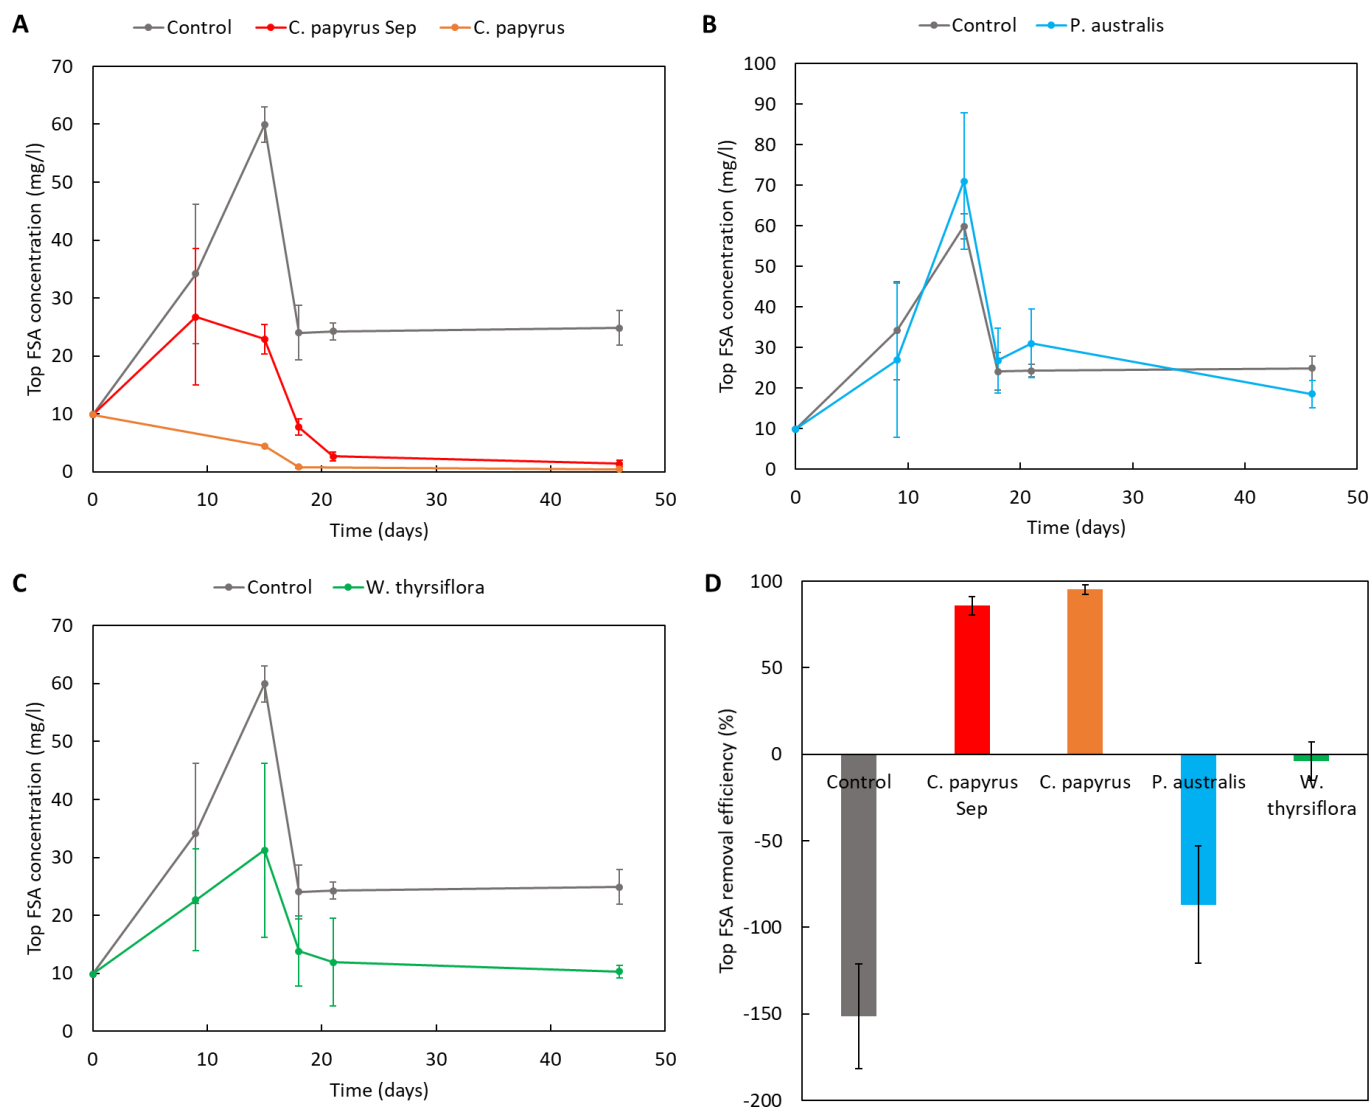 A
Control C. papyrus Sep C. papyrus
Top FSA concentration (mg/l)
70
60
50
40
30
20
10
0
0 10 20 30 40 50
Time (days)
B
Control P. australis
Top FSA concentration (mg/l)
100
90
80
70
60
50
40
30
20
10
0
0 10 20 30 40 50
Time (days)
C
Control W. thyrsiflora
Top FSA concentration (mg/l)
70
60
50
40
30
20
10
0
0 10 20 30 40 50
Time (days)
D
Top FSA removal efficiency (%)
100
50
0
-50
-100
-150
-200
Control C. papyrus C. papyrus P. australis W.
Sep thyrsiflora